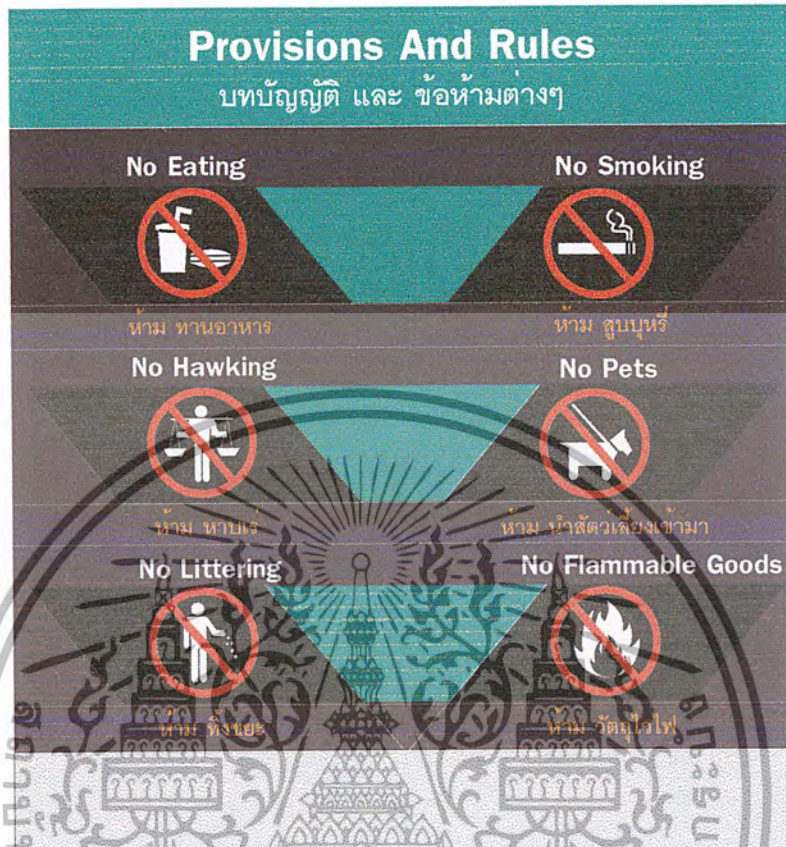 Provisions And Rules
บทบัญญัติ และ ข้อห้ามต่างๆ
No Eating
No Smoking
ห้าม ทานอาหาร
ห้าม สูบบุหรี่
No Hawking
No Pets
ห้าม หาบเร่
ห้าม นำสัตว์เลี้ยงเข้ามา
No Littering
No Flammable Goods
ห้าม ทิ้งขยะ
ห้าม วัตถุไวไฟ